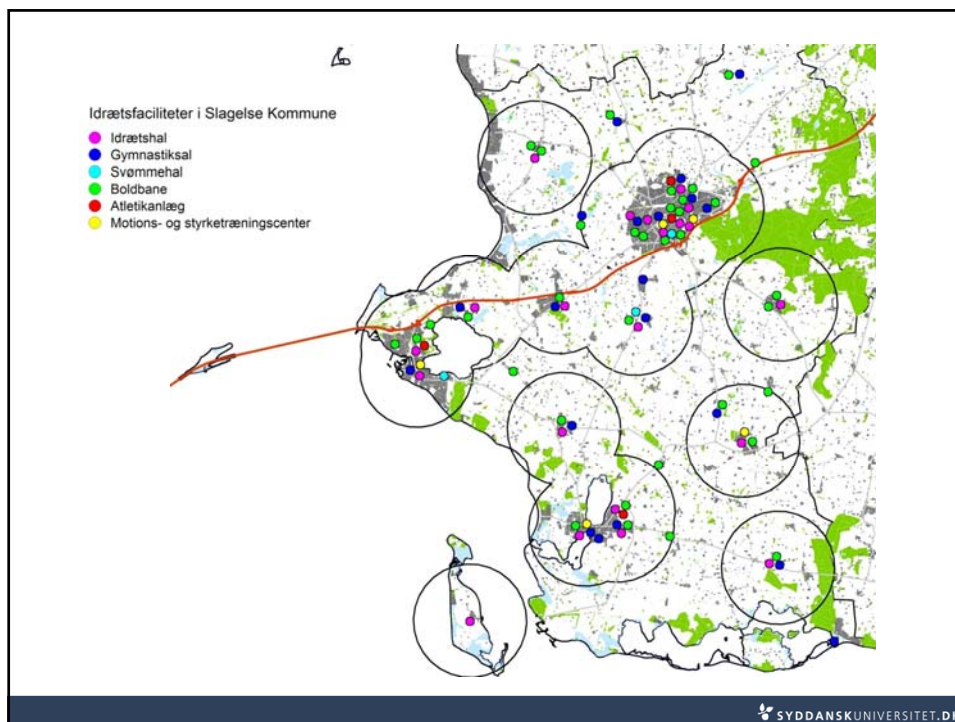 Idrætsfaciliteter i Slagelse Kommune
Idrætshal
Gymnastiksal
Svømmehal
Boldbane
Atletikanlæg
Motions- og styrketræningscenter
SYDDANSKUNIVERSITET.DK